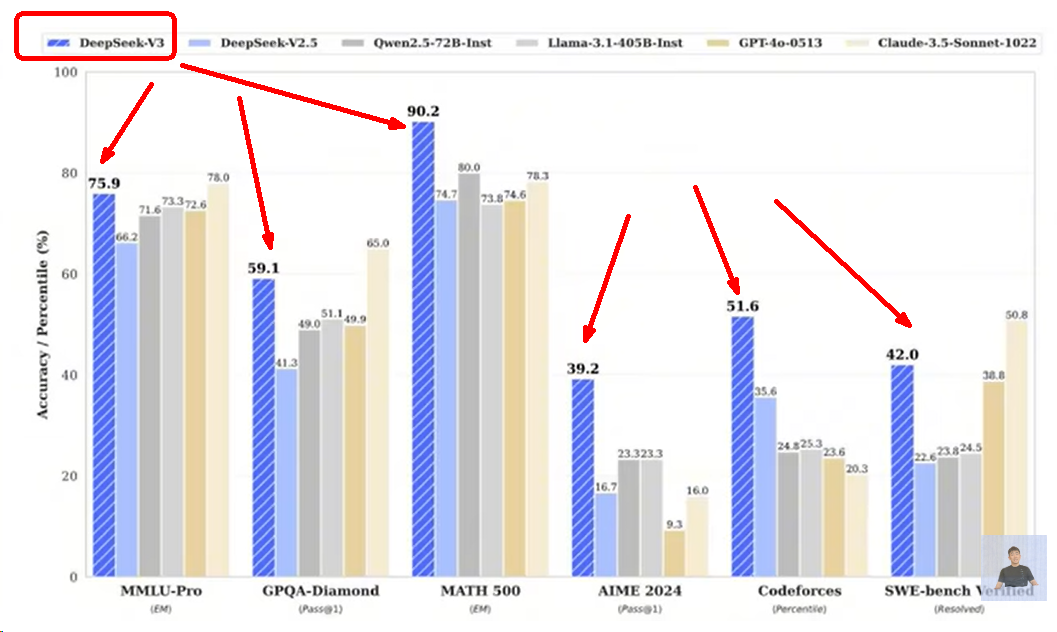 DeepSeek-V3 DeepSeek-V2.5 Qwen2.5-72B-Inst Llama-3.1-405B-Inst GPT-4o-0513 Claude-3.5-Sonnet-1022
Accuracy / Percentile (%)
100
80
60
40
20
0
75.9 66.2 71.6 73.3 72.6 78.0
59.1 41.3 49.0 51.1 49.9 65.0
90.2 74.7 80.0 73.8 74.6 78.3
39.2 16.7 23.3 23.3 9.3 16.0
51.6 35.6 24.8 25.3 23.6 20.3
42.0 22.6 23.8 24.5 38.8 50.8
MMLU-Pro GPQA-Diamond MATH 500 AIME 2024 Codeforces SWE-bench Verified
(EM) (Pass@1) (EM) (Pass@1) (Percentile) (Resolved)